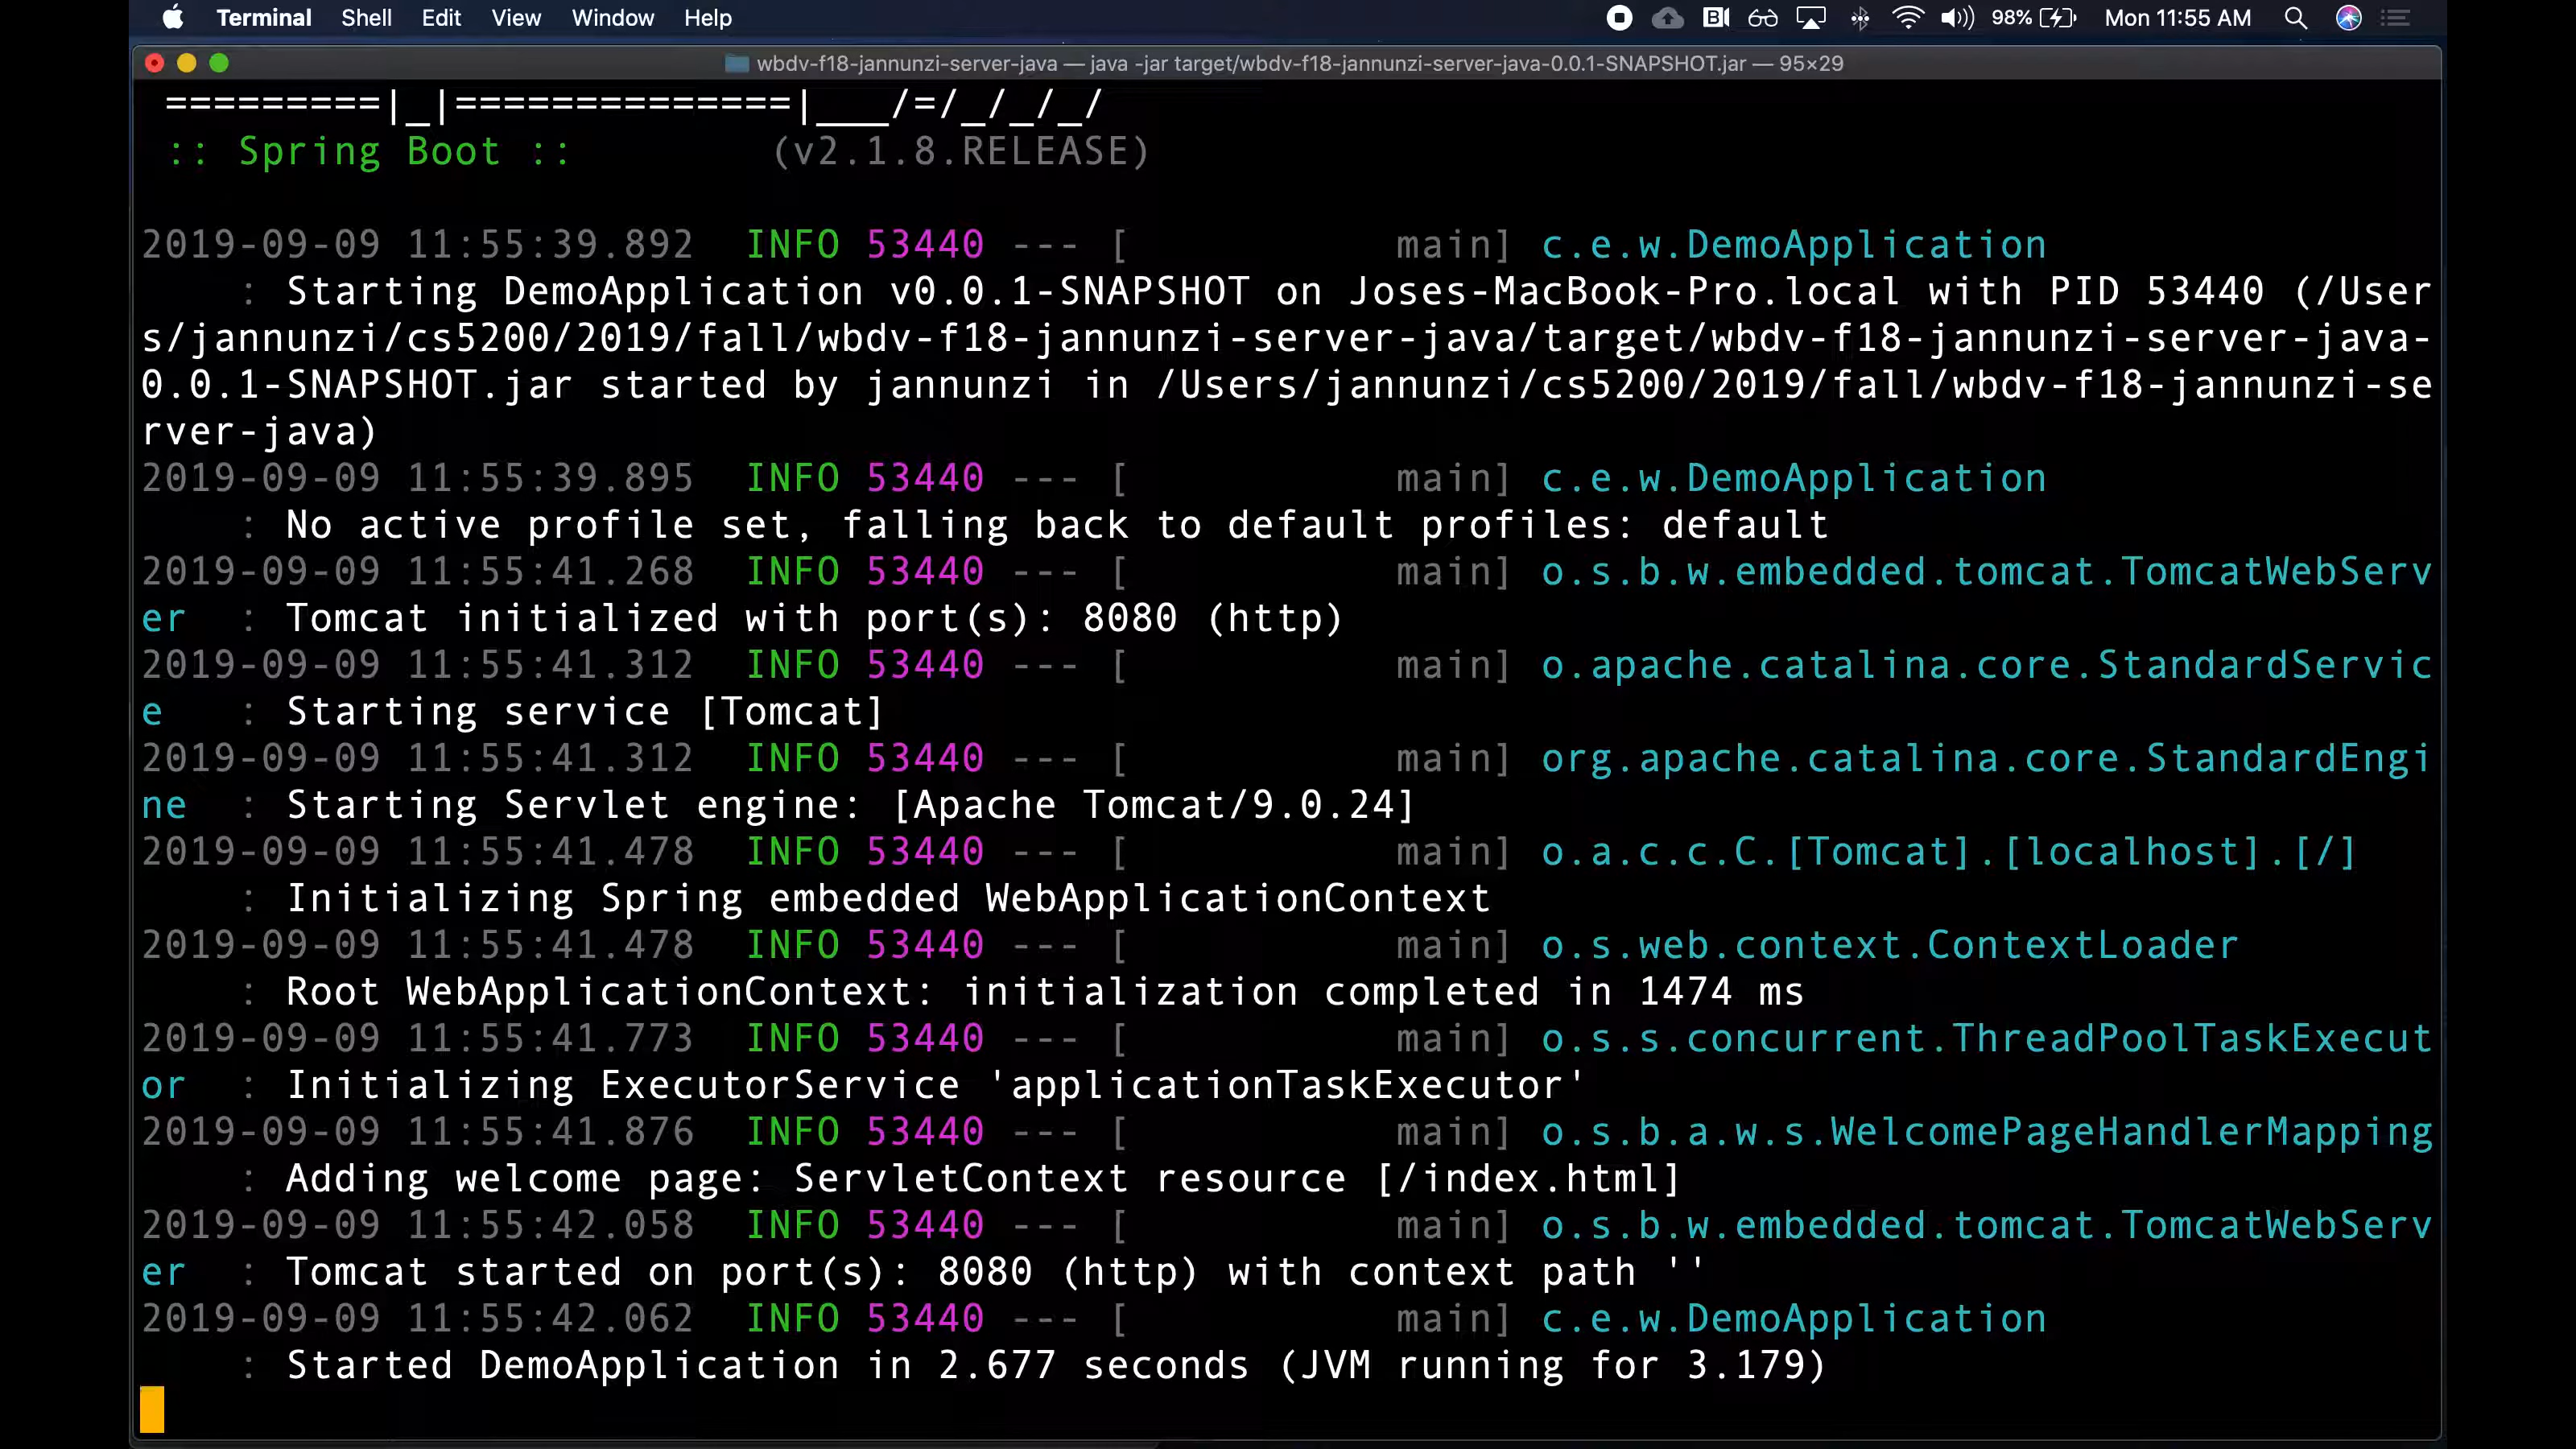 Terminal Shell Edit View Window Help 98% Mon 11:55 AM
wbdv-f18-jannunzi-server-java — java -jar target/wbdv-f18-jannunzi-server-java-0.0.1-SNAPSHOT.jar — 95×29
=========|_|==============|___/=/_/_/_/
:: Spring Boot ::        (v2.1.8.RELEASE)
2019-09-09 11:55:39.892  INFO 53440 --- [           main] c.e.w.DemoApplication
: Starting DemoApplication v0.0.1-SNAPSHOT on Joses-MacBook-Pro.local with PID 53440 (/User
s/jannunzi/cs5200/2019/fall/wbdv-f18-jannunzi-server-java/target/wbdv-f18-jannunzi-server-java-
0.0.1-SNAPSHOT.jar started by jannunzi in /Users/jannunzi/cs5200/2019/fall/wbdv-f18-jannunzi-se
rver-java)
2019-09-09 11:55:39.895  INFO 53440 --- [           main] c.e.w.DemoApplication
: No active profile set, falling back to default profiles: default
2019-09-09 11:55:41.268  INFO 53440 --- [           main] o.s.b.w.embedded.tomcat.TomcatWebServ
er  : Tomcat initialized with port(s): 8080 (http)
2019-09-09 11:55:41.312  INFO 53440 --- [           main] o.apache.catalina.core.StandardServic
e   : Starting service [Tomcat]
2019-09-09 11:55:41.312  INFO 53440 --- [           main] org.apache.catalina.core.StandardEngi
ne  : Starting Servlet engine: [Apache Tomcat/9.0.24]
2019-09-09 11:55:41.478  INFO 53440 --- [           main] o.a.c.c.C.[Tomcat].[localhost].[/]
: Initializing Spring embedded WebApplicationContext
2019-09-09 11:55:41.478  INFO 53440 --- [           main] o.s.web.context.ContextLoader
: Root WebApplicationContext: initialization completed in 1474 ms
2019-09-09 11:55:41.773  INFO 53440 --- [           main] o.s.s.concurrent.ThreadPoolTaskExecut
or  : Initializing ExecutorService 'applicationTaskExecutor'
2019-09-09 11:55:41.876  INFO 53440 --- [           main] o.s.b.a.w.s.WelcomePageHandlerMapping
: Adding welcome page: ServletContext resource [/index.html]
2019-09-09 11:55:42.058  INFO 53440 --- [           main] o.s.b.w.embedded.tomcat.TomcatWebServ
er  : Tomcat started on port(s): 8080 (http) with context path ''
2019-09-09 11:55:42.062  INFO 53440 --- [           main] c.e.w.DemoApplication
: Started DemoApplication in 2.677 seconds (JVM running for 3.179)